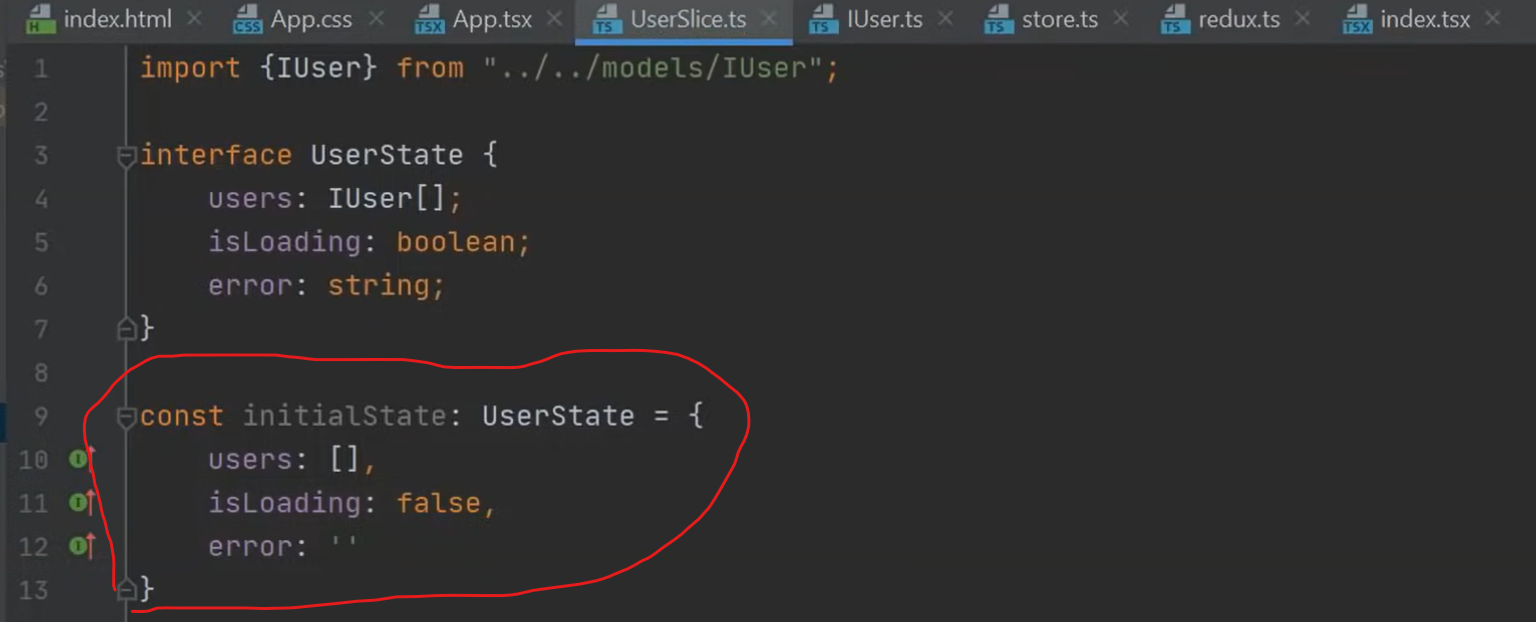 index.html App.css App.tsx UserSlice.ts IUser.ts store.ts redux.ts index.tsx
1 import {IUser} from "../../models/IUser";
2
3 interface UserState {
4 users: IUser[];
5 isLoading: boolean;
6 error: string;
7 }
8
9 const initialState: UserState = {
10 users: [],
11 isLoading: false,
12 error: ''
13 }